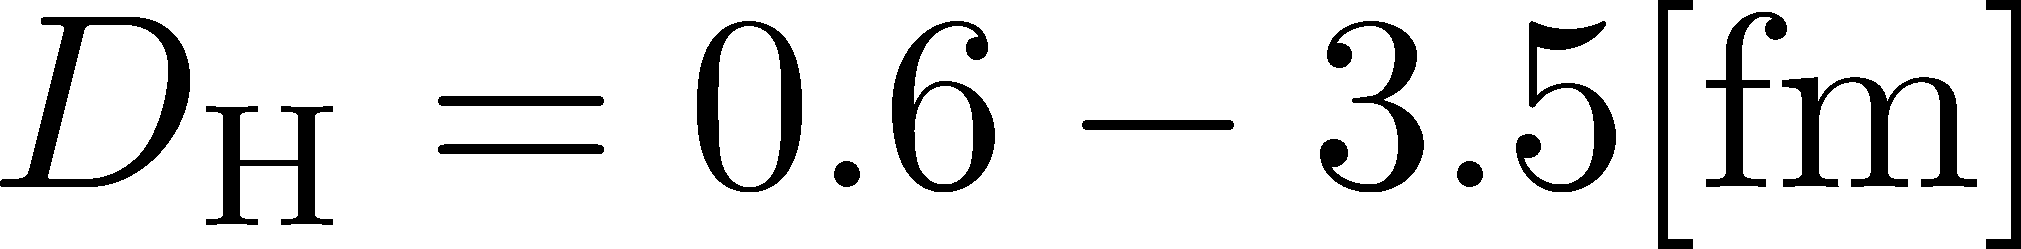 D_H = 0.6 − 3.5[fm]